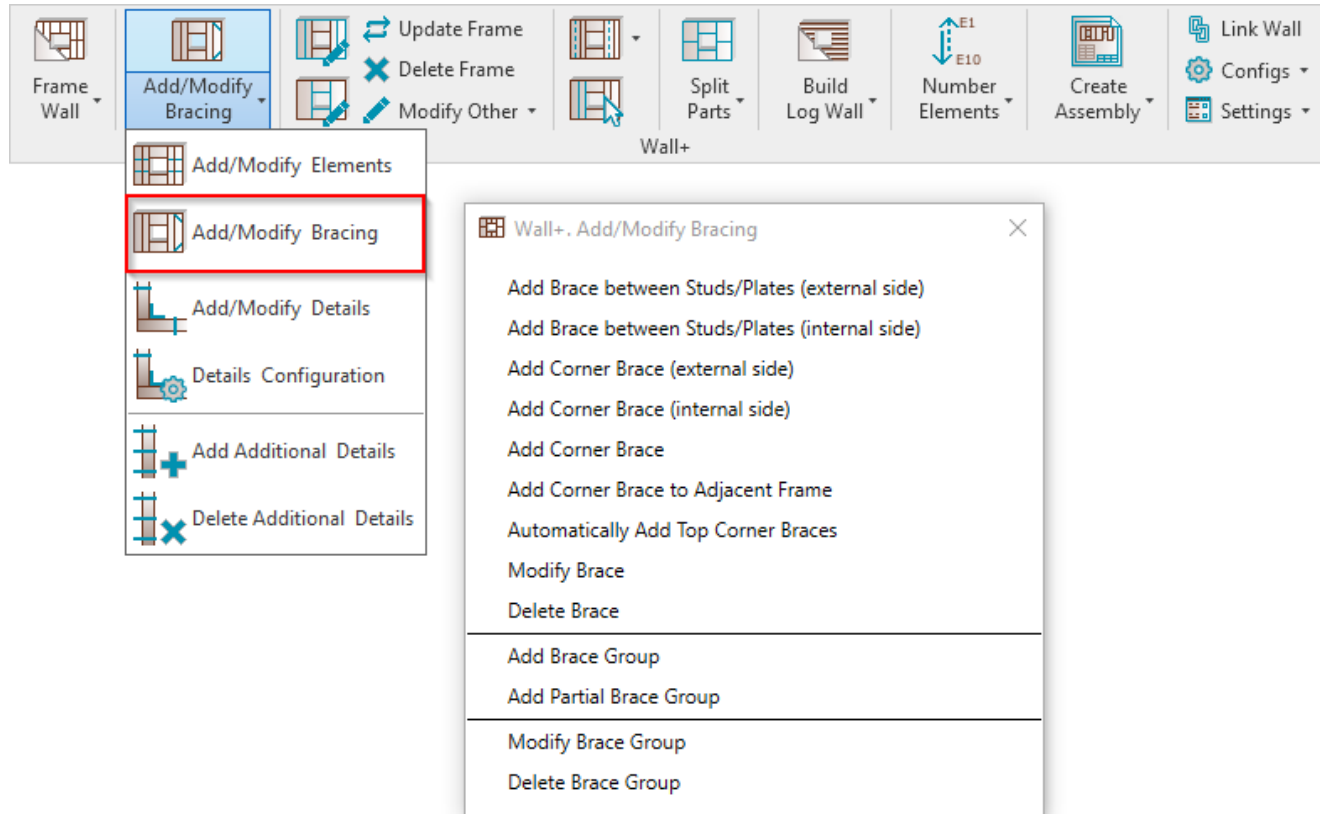 Frame
Wall
Add/Modify
Bracing
Update Frame
Delete Frame
Modify Other
Split
Parts
Build
Log Wall
E1
E10
Number
Elements
Create
Assembly
Link Wall
Configs
Settings
Wall+
Add/Modify Elements
Add/Modify Bracing
Add/Modify Details
Details Configuration
Add Additional Details
Delete Additional Details
Wall+. Add/Modify Bracing
Add Brace between Studs/Plates (external side)
Add Brace between Studs/Plates (internal side)
Add Corner Brace (external side)
Add Corner Brace (internal side)
Add Corner Brace
Add Corner Brace to Adjacent Frame
Automatically Add Top Corner Braces
Modify Brace
Delete Brace
Add Brace Group
Add Partial Brace Group
Modify Brace Group
Delete Brace Group